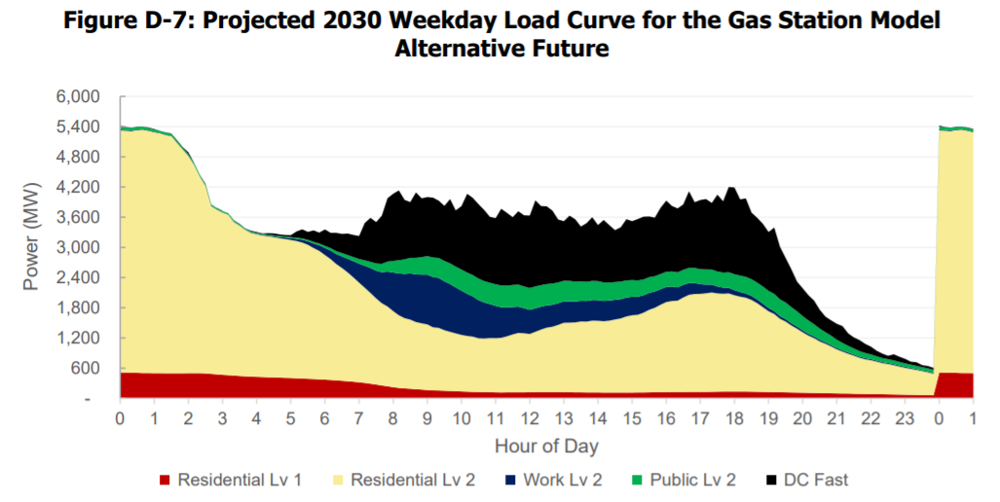 Figure D-7: Projected 2030 Weekday Load Curve for the Gas Station Model
Alternative Future
6,000
5,400
4,800
4,200
3,600
3,000
2,400
1,800
1,200
600
-
Power (MW)
0 1 2 3 4 5 6 7 8 9 10 11 12 13 14 15 16 17 18 19 20 21 22 23 0 1
Hour of Day
Residential Lv 1 Residential Lv 2 Work Lv 2 Public Lv 2 DC Fast